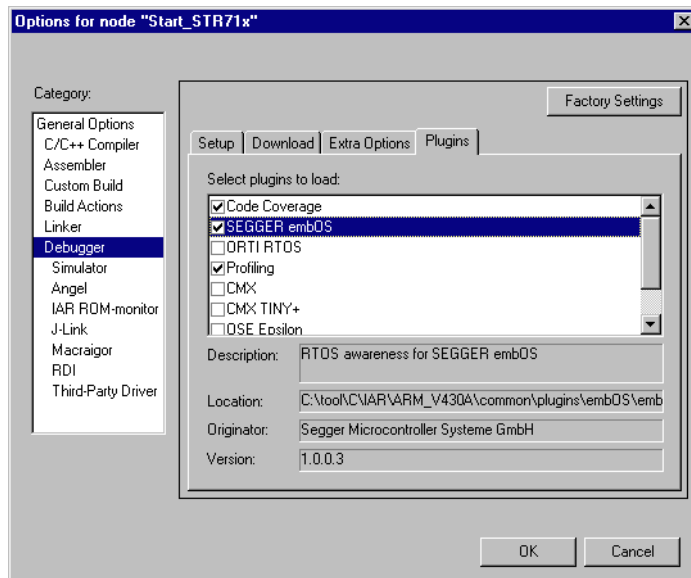 Options for node "Start_STR71x"
Category:
General Options
C/C++ Compiler
Assembler
Custom Build
Build Actions
Linker
Debugger
Simulator
Angel
IAR ROM-monitor
J-Link
Macraigor
RDI
Third-Party Driver
Factory Settings
Setup Download Extra Options Plugins
Select plugins to load:
Code Coverage
SEGGER embOS
ORTI RTOS
Profiling
CMX
CMX TINY+
OSE Epsilon
Description: RTOS awareness for SEGGER embOS
Location: C:\tool\C\IAR\ARM_V430A\common\plugins\embOS\emb
Originator: Segger Microcontroller Systeme GmbH
Version: 1.0.0.3
OK Cancel